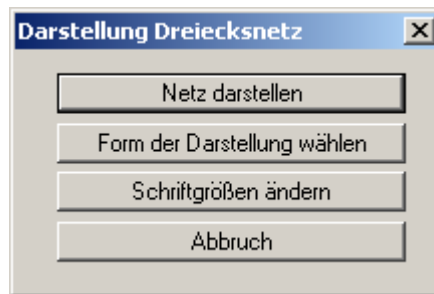 Darstellung Dreiecksnetz
Netz darstellen
Form der Darstellung wählen
Schriftgrößen ändern
Abbruch